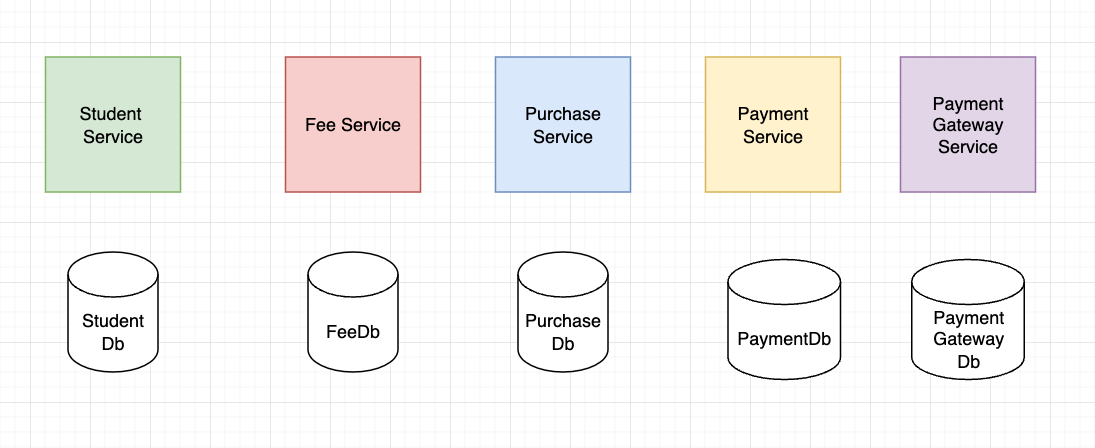 Student
Service
Fee Service
Purchase
Service
Payment
Service
Payment
Gateway
Service
Student
Db
FeeDb
Purchase
Db
PaymentDb
Payment
Gateway
Db